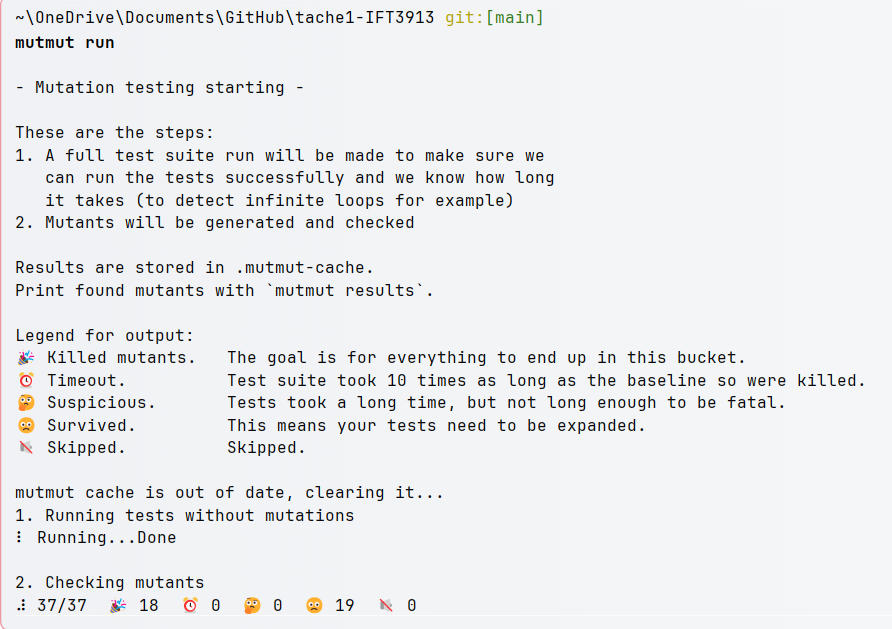 ~\OneDrive\Documents\GitHub\tache1-IFT3913 git:[main]
mutmut run
- Mutation testing starting -
These are the steps:
1. A full test suite run will be made to make sure we
can run the tests successfully and we know how long
it takes (to detect infinite loops for example)
2. Mutants will be generated and checked
Results are stored in .mutmut-cache.
Print found mutants with `mutmut results`.
Legend for output:
🎉 Killed mutants. The goal is for everything to end up in this bucket.
⏰ Timeout. Test suite took 10 times as long as the baseline so were killed.
🤔 Suspicious. Tests took a long time, but not long enough to be fatal.
🙁 Survived. This means your tests need to be expanded.
🔇 Skipped. Skipped.
mutmut cache is out of date, clearing it...
1. Running tests without mutations
⠇ Running...Done
2. Checking mutants
⠼ 37/37 🎉 18 ⏰ 0 🤔 0 🙁 19 🔇 0